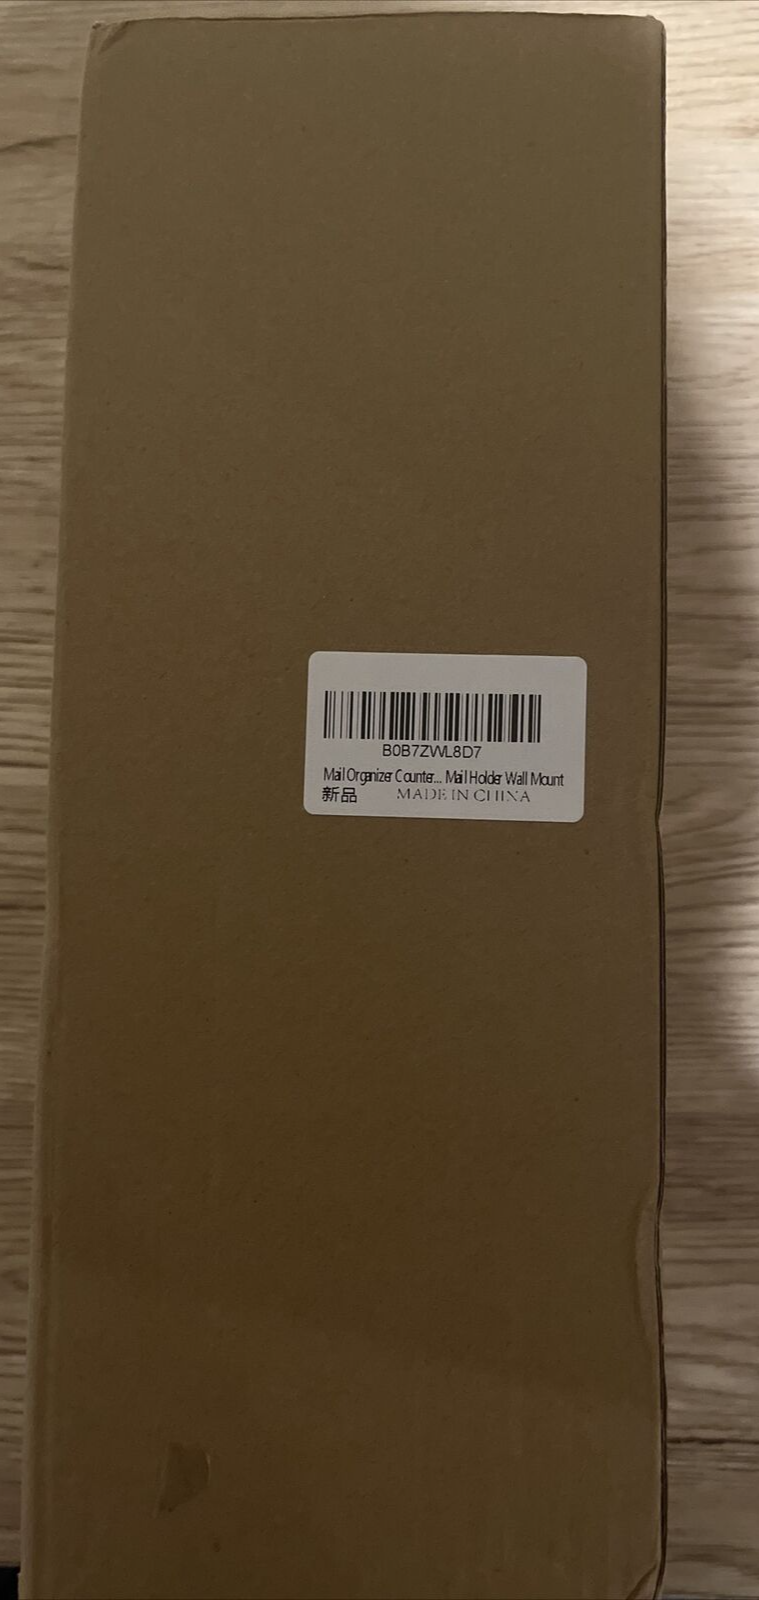 B0B7ZWL8D7
Mail Organizer Counter... Mail Holder Wall Mount
新品 MADE IN CHINA